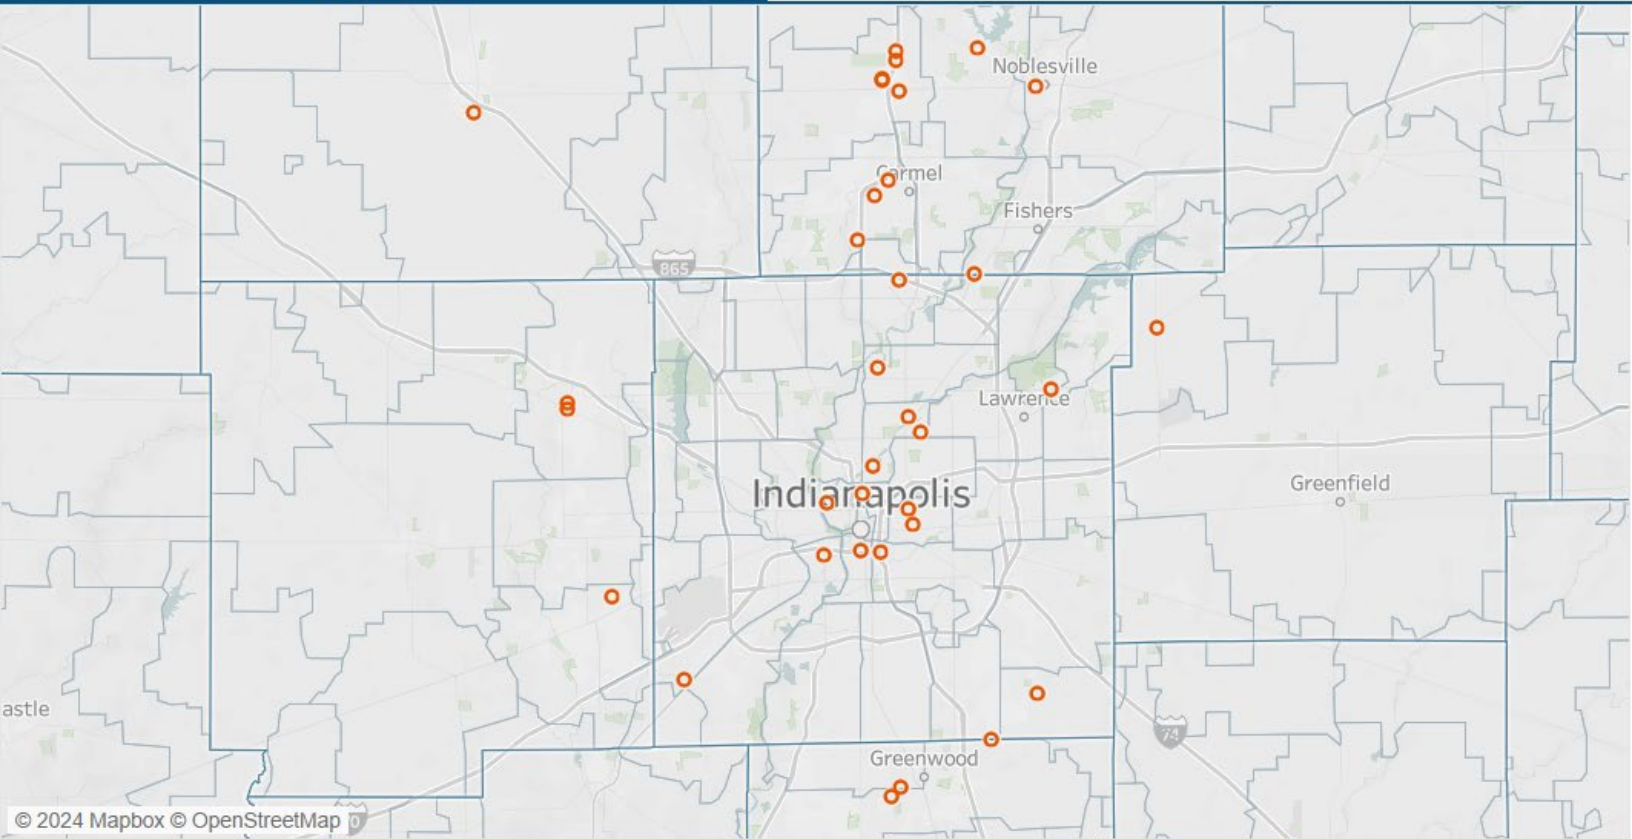 Noblesville
Carmel
Fishers
865
Lawrence
Indianapolis
Greenfield
astle
74
Greenwood
© 2024 Mapbox © OpenStreetMap